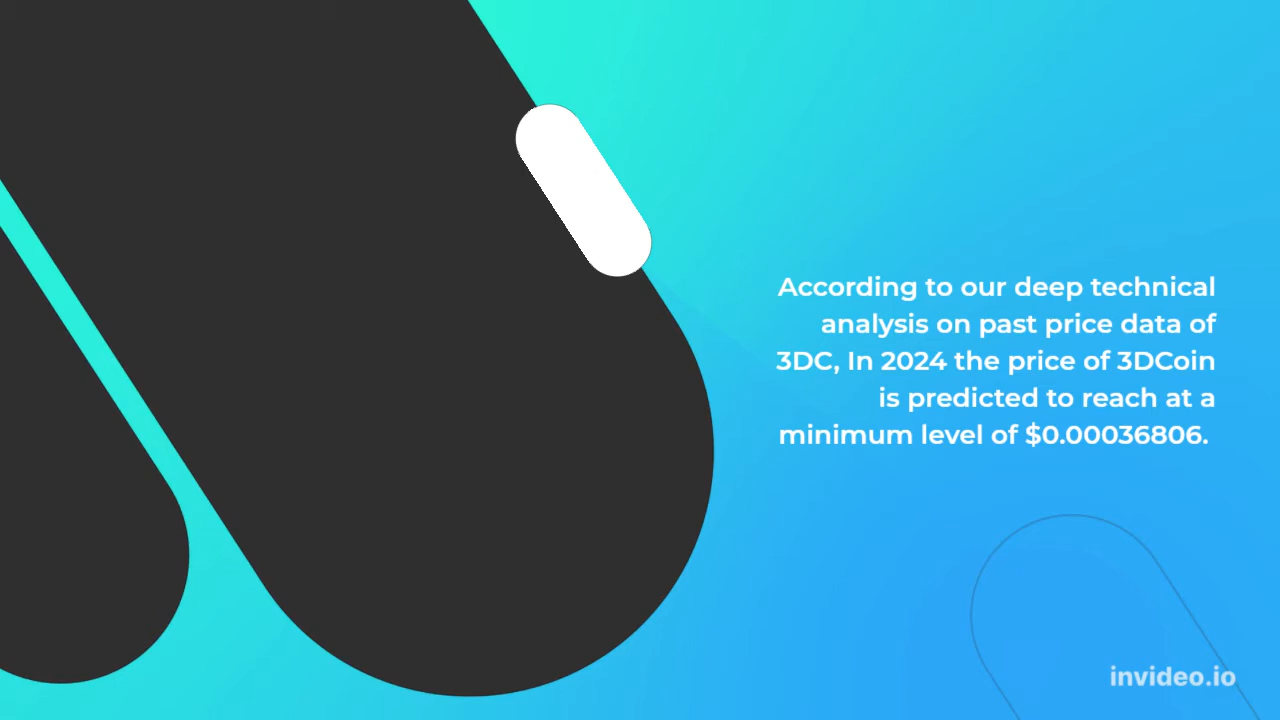 According to our deep technical
analysis on past price data of
3DC, In 2024 the price of 3DCoin
is predicted to reach at a
minimum level of $0.00036806.
invideo.io